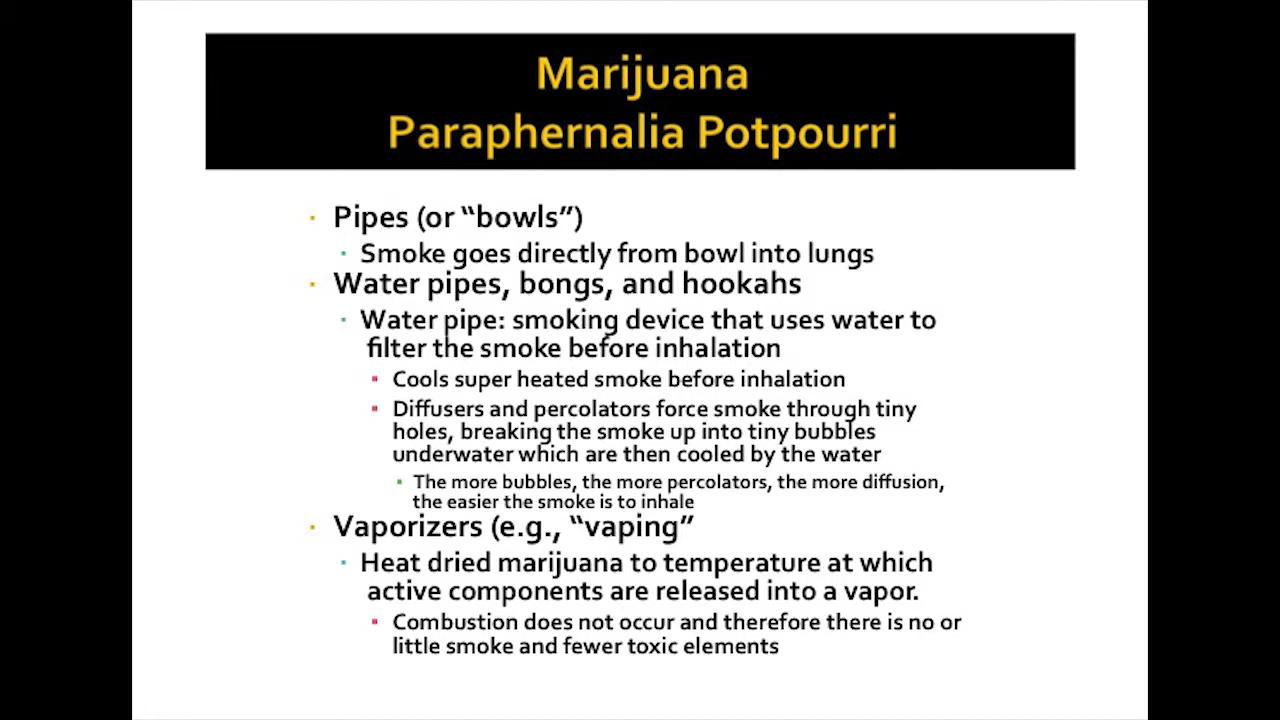 Marijuana
Paraphernalia Potpourri
Pipes (or “bowls”)
Smoke goes directly from bowl into lungs
Water pipes, bongs, and hookahs
Water pipe: smoking device that uses water to
filter the smoke before inhalation
Cools super heated smoke before inhalation
Diffusers and percolators force smoke through tiny
holes, breaking the smoke up into tiny bubbles
underwater which are then cooled by the water
The more bubbles, the more percolators, the more diffusion,
the easier the smoke is to inhale
Vaporizers (e.g., “vaping”
Heat dried marijuana to temperature at which
active components are released into a vapor.
Combustion does not occur and therefore there is no or
little smoke and fewer toxic elements